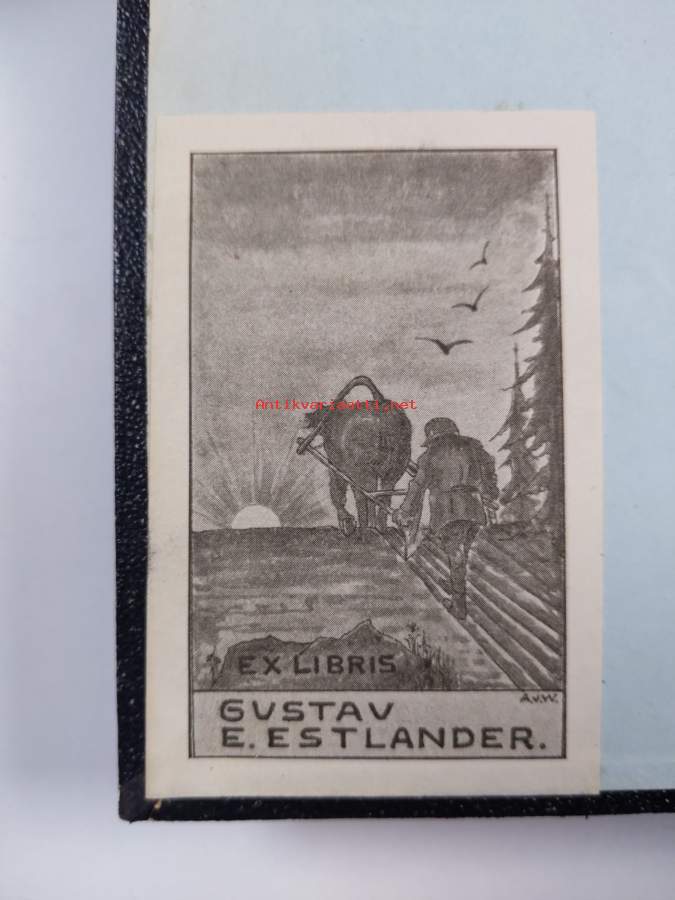 Antikvariaatti.net
EX LIBRIS
A.v.W.
GVSTAV
E. ESTLANDER.